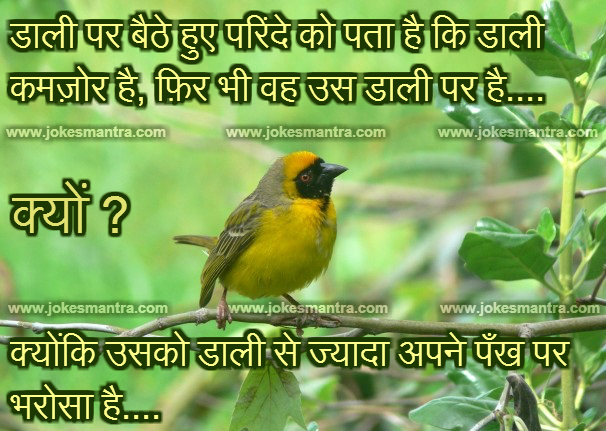 डाली पर बैठे हुए परिंदे को पता है कि डाली
कमज़ोर है, फ़िर भी वह उस डाली पर है....
www.jokesmantra.com www.jokesmantra.com www.jokesmantra.com
क्यों ?
www.jokesmantra.com www.jokesmantra.com www.jokesmantra.com
क्योंकि उसको डाली से ज्यादा अपने पँख पर
भरोसा है....